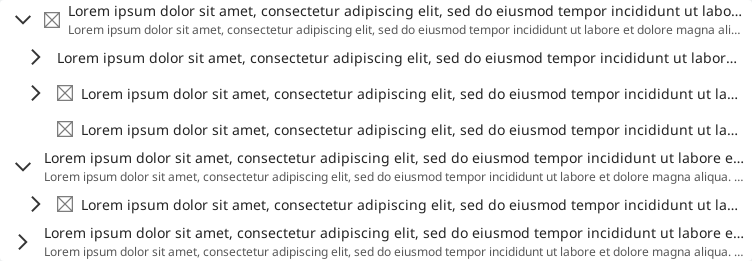 Lorem ipsum dolor sit amet, consectetur adipiscing elit, sed do eiusmod tempor incididunt ut labo...
Lorem ipsum dolor sit amet, consectetur adipiscing elit, sed do eiusmod tempor incididunt ut labore et dolore magna ali...
Lorem ipsum dolor sit amet, consectetur adipiscing elit, sed do eiusmod tempor incididunt ut labor...
Lorem ipsum dolor sit amet, consectetur adipiscing elit, sed do eiusmod tempor incididunt ut la...
Lorem ipsum dolor sit amet, consectetur adipiscing elit, sed do eiusmod tempor incididunt ut la...
Lorem ipsum dolor sit amet, consectetur adipiscing elit, sed do eiusmod tempor incididunt ut labore e...
Lorem ipsum dolor sit amet, consectetur adipiscing elit, sed do eiusmod tempor incididunt ut labore et dolore magna aliqua. ...
Lorem ipsum dolor sit amet, consectetur adipiscing elit, sed do eiusmod tempor incididunt ut la...
Lorem ipsum dolor sit amet, consectetur adipiscing elit, sed do eiusmod tempor incididunt ut labore e...
Lorem ipsum dolor sit amet, consectetur adipiscing elit, sed do eiusmod tempor incididunt ut labore et dolore magna aliqua. ...